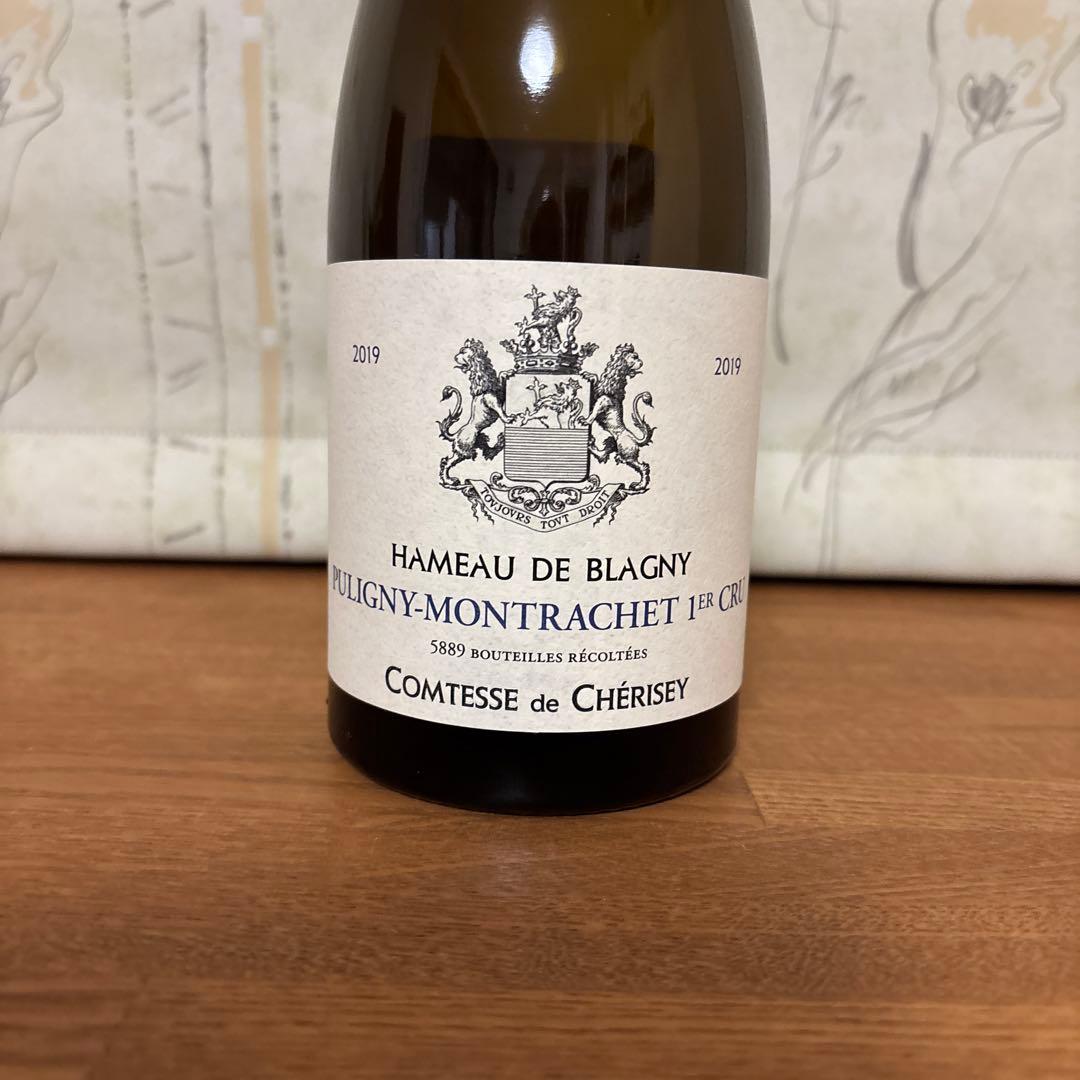 2019
2019
TOVJOVRS TOVT DROIT
HAMEAU DE BLAGNY
PULIGNY-MONTRACHET 1ER CRU
5889 BOUTEILLES RÉCOLTÉES
COMTESSE de CHÉRISEY